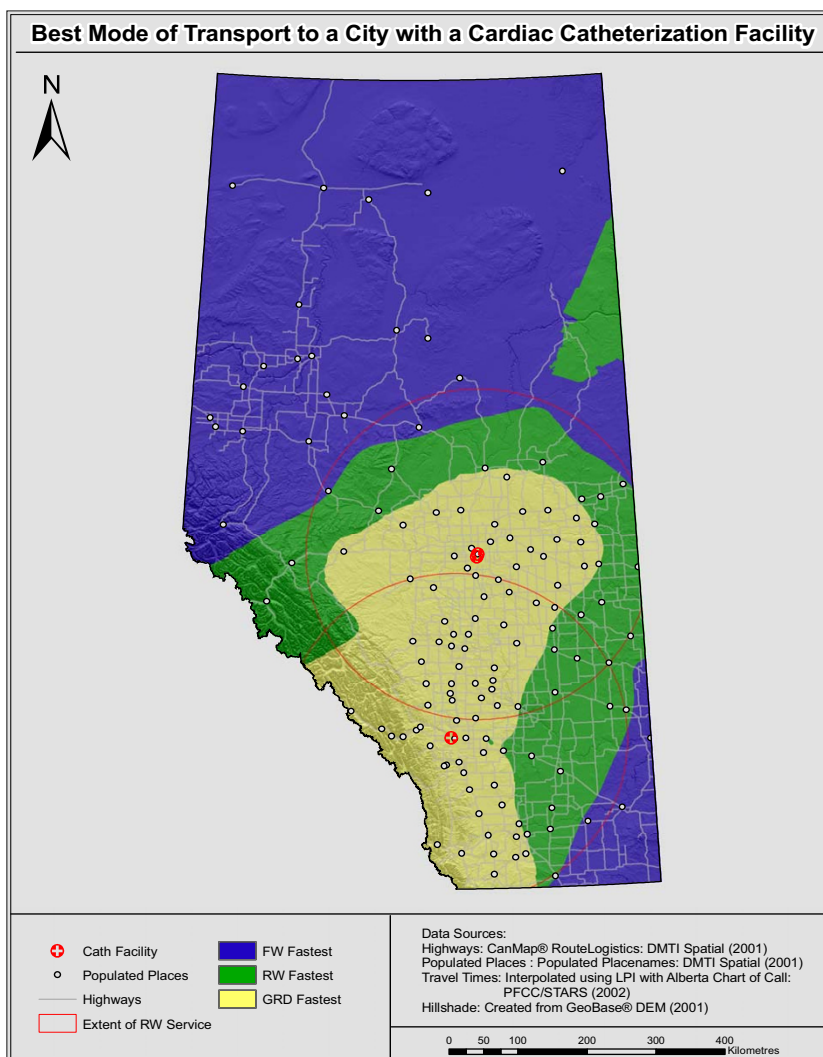 Best Mode of Transport to a City with a Cardiac Catheterization Facility
N
Cath Facility
Populated Places
Highways
Extent of RW Service
FW Fastest
RW Fastest
GRD Fastest
Data Sources:
Highways: CanMap® RouteLogistics: DMTI Spatial (2001)
Populated Places : Populated Placenames: DMTI Spatial (2001)
Travel Times: Interpolated using LPI with Alberta Chart of Call:
PFCC/STARS (2002)
Hillshade: Created from GeoBase® DEM (2001)
0 50 100 200 300 400
Kilometres